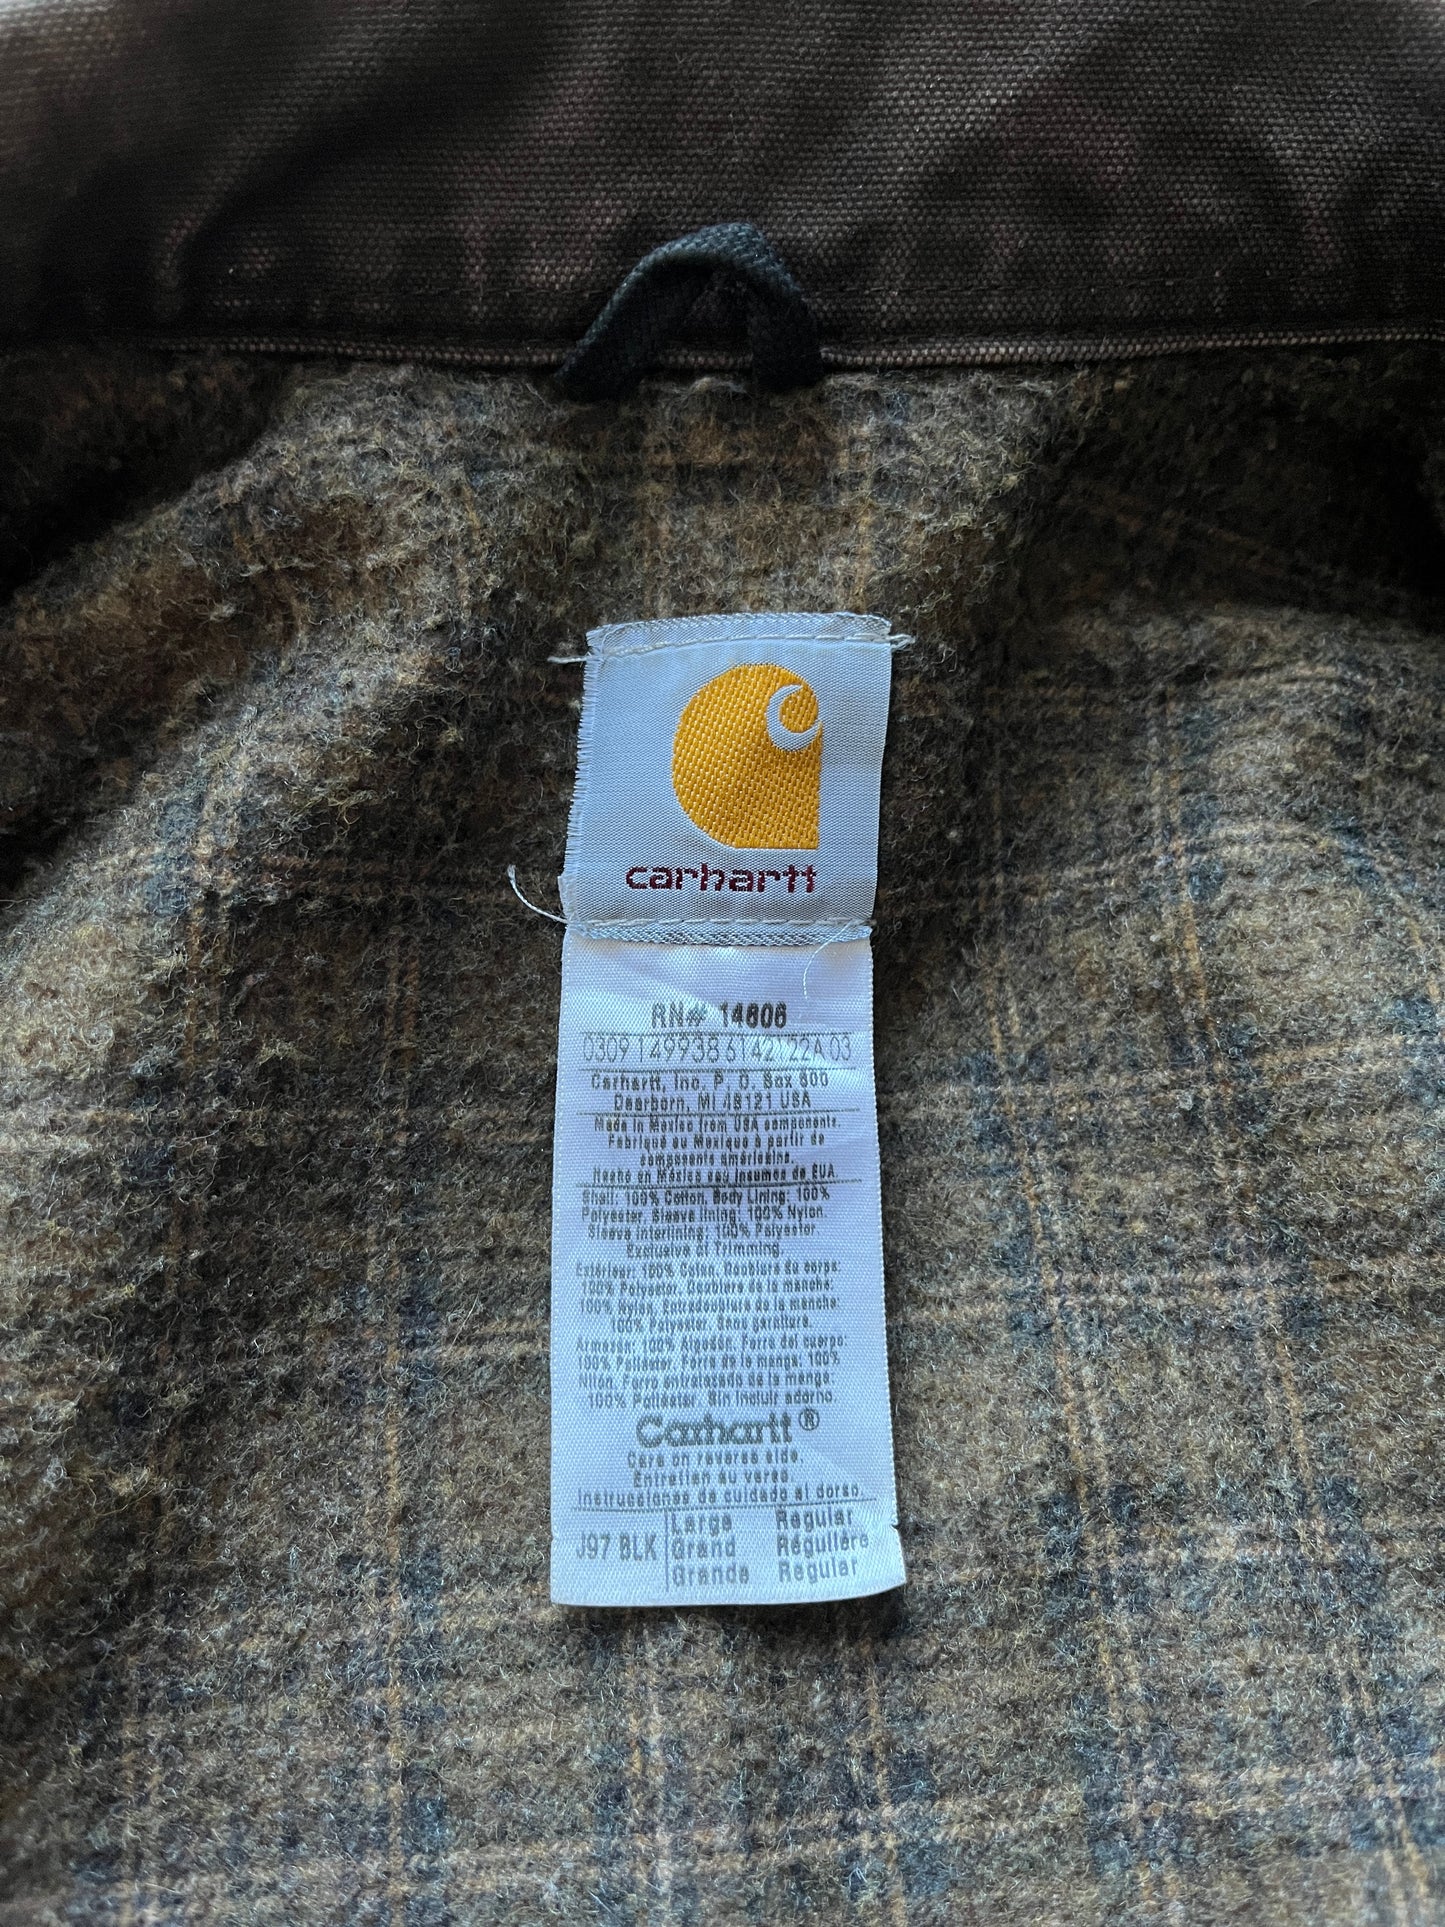 carhartt
RN# 14806
0309 149938 6142122A 03
Carhartt, Inc. P. O. Box 600
Dearborn, MI 48121 USA
Made in Mexico from USA components.
Fabriqué au Mexique à partir de
composants américains.
Hecho en México con insumos de EUA
Shell: 100% Cotton. Body Lining: 100%
Polyester. Sleeve lining: 100% Nylon.
Sleeve Interlining: 100% Polyester.
Exclusive of Trimming.
Extérieur: 100% Coton. Doublure du corps:
100% Polyester. Doublure de la manche:
100% Nylon. Entredoublure de la manche:
100% Polyester. Sans garniture.
Armazón: 100% Algodón. Forro del cuerpo:
100% Poliester. Forro de la manga: 100%
Nilón. Forro entrelazado de la manga:
100% Poliester. Sin incluir adorno.
Carhartt®
Care on reverse side.
Entretien au verso.
Instrucciones de cuidado al dorso.
J97 BLK
Large Regular
Grand Régulière
Grande Regular